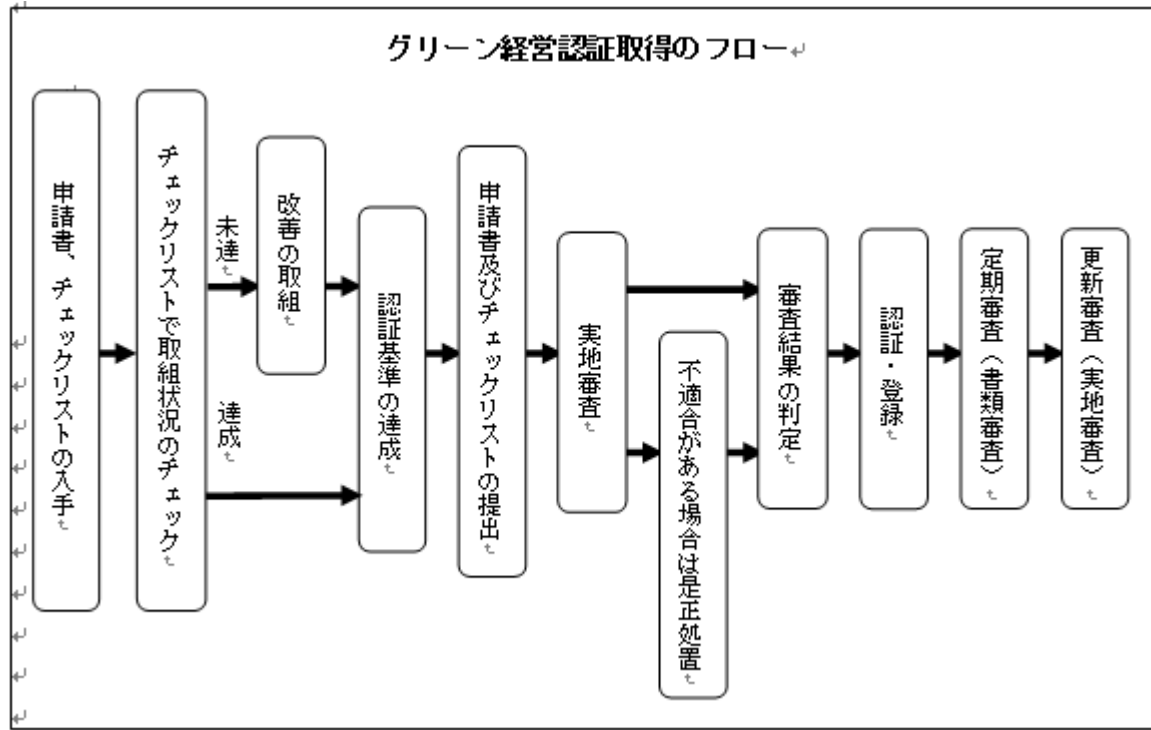 グリーン経営認証取得のフロー
申請書、チェックリストの入手
チェックリストで取組状況のチェック
未達
達成
改善の取組
認証基準の達成
申請書及びチェックリストの提出
実地審査
不適合がある場合は是正処置
審査結果の判定
認証・登録
定期審査（書類審査）
更新審査（実地審査）